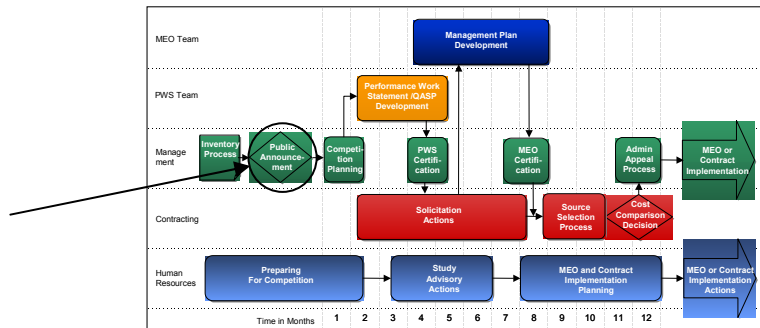 MEO Team
Management Plan
Development
PWS Team
Performance Work
Statement /QASP
Development
Manage
ment
Inventory
Process
Public
Announce-
ment
Competi-
tion
Planning
PWS
Certifi-
cation
MEO
Certifi-
cation
Admin
Appeal
Process
MEO or
Contract
Implementation
Contracting
Solicitation
Actions
Source
Selection
Process
Cost
Comparison
Decision
Human
Resources
Preparing
For Competition
Study
Advisory
Actions
MEO and Contract
Implementation
Planning
MEO or Contract
Implementation
Actions
Time in Months 1 2 3 4 5 6 7 8 9 10 11 12